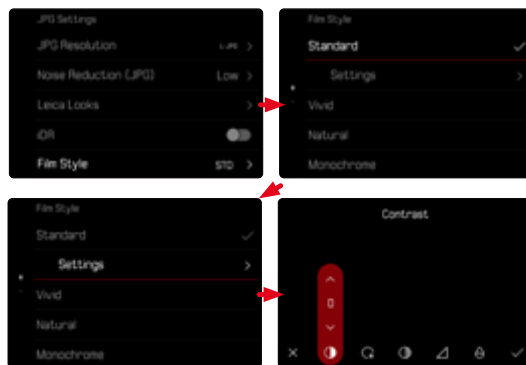 JPG Settings
JPG Resolution L-JPG
Noise Reduction (JPG) Low
Leica Looks
iDR
Film Style STD
Film Style
Standard
Settings
Vivid
Natural
Monochrome
Film Style
Standard
Settings
Vivid
Natural
Monochrome
Contrast
0